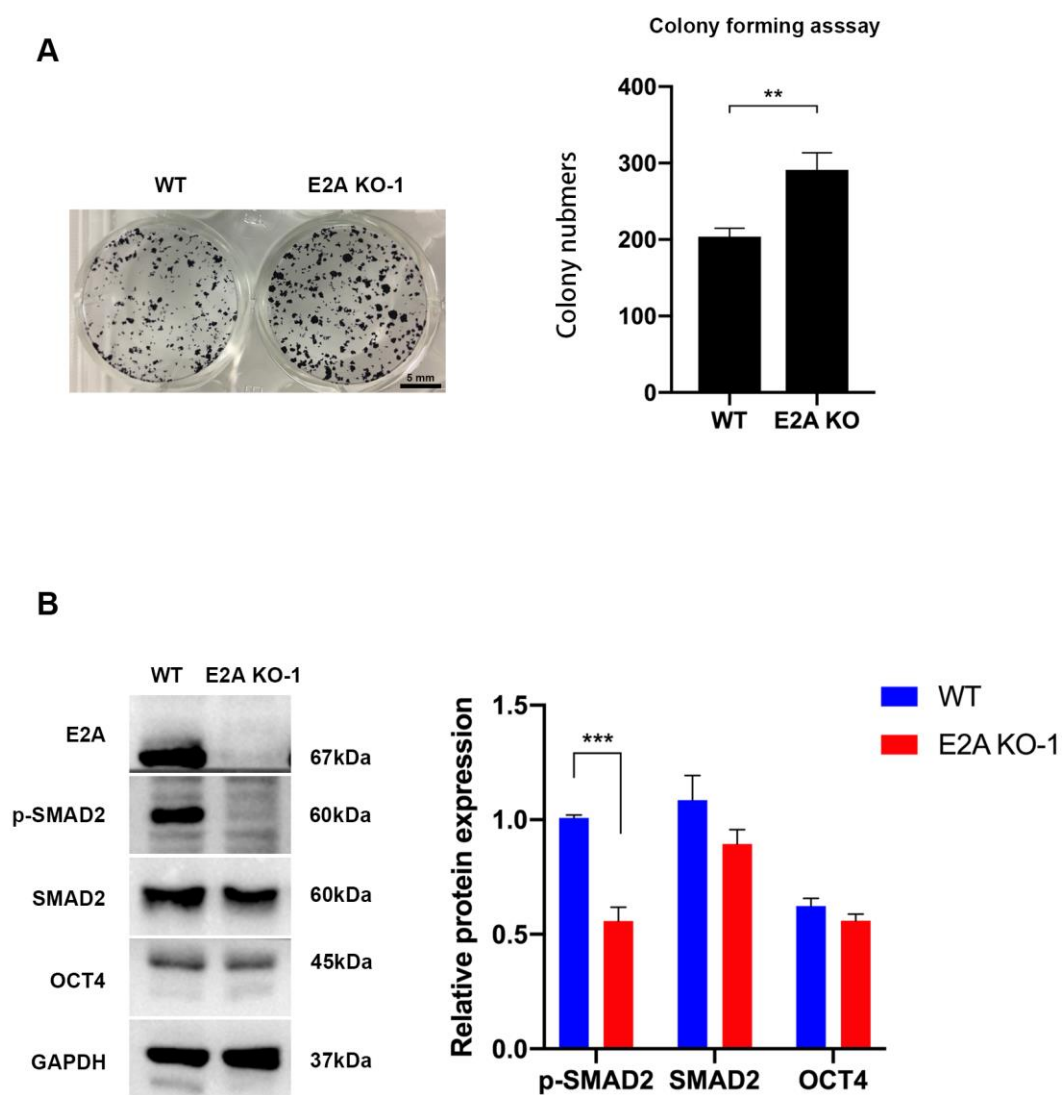 A
Colony forming asssay
WT
E2A KO-1
5 mm
**
Colony nubmers
400
300
200
100
0
WT
E2A KO
B
WT
E2A KO-1
E2A
67kDa
p-SMAD2
60kDa
SMAD2
60kDa
OCT4
45kDa
GAPDH
37kDa
WT
E2A KO-1
***
Relative protein expression
1.5
1.0
0.5
0.0
p-SMAD2
SMAD2
OCT4